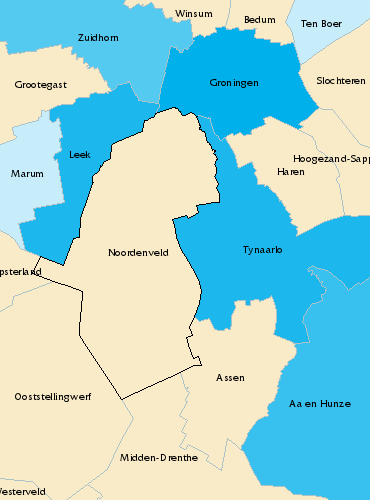 Winsum
Bedum
Ten Boer
Zuidhorn
Grootegast
Groningen
Slochteren
Leek
Hoogezand-Sapp
Marum
Haren
Noordenveld
Tynaarlo
psterland
Assen
Ooststellingwerf
Aa en Hunze
Midden-Drenthe
esterveld